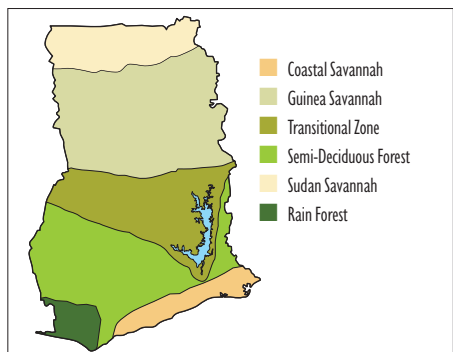 Coastal Savannah
Guinea Savannah
Transitional Zone
Semi-Deciduous Forest
Sudan Savannah
Rain Forest